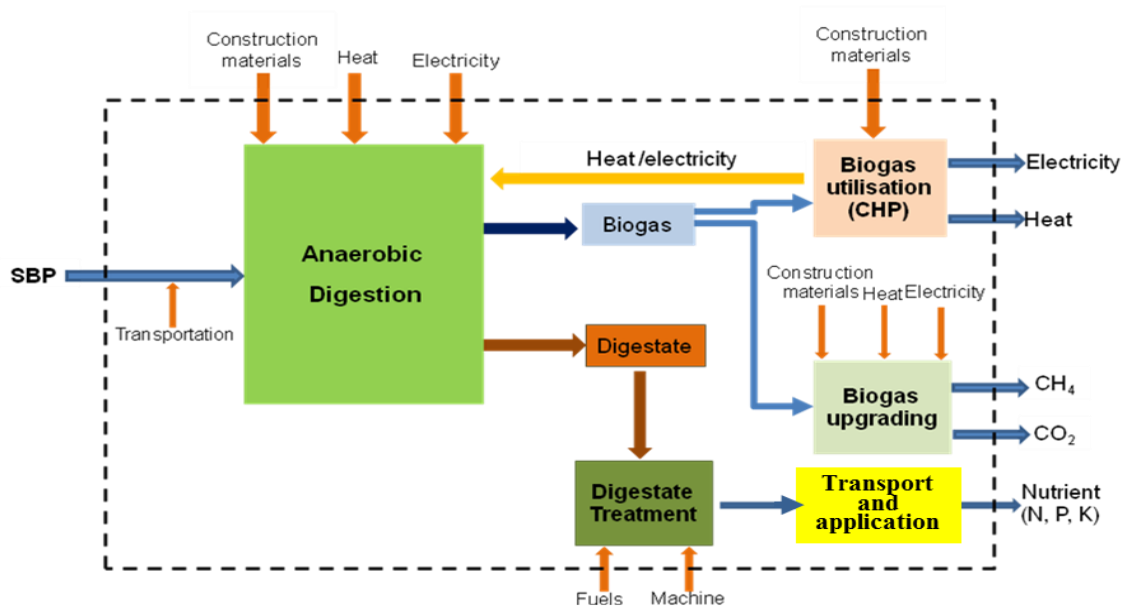 Construction
materials
Heat
Electricity
Construction
materials
Heat/electricity
Biogas
utilisation
(CHP)
Electricity
Heat
Biogas
Anaerobic
Digestion
SBP
Transportation
Construction
materials
Heat
Electricity
Digestate
Biogas
upgrading
CH₄
CO₂
Digestate
Treatment
Transport
and
application
Nutrient
(N, P, K)
Fuels
Machine